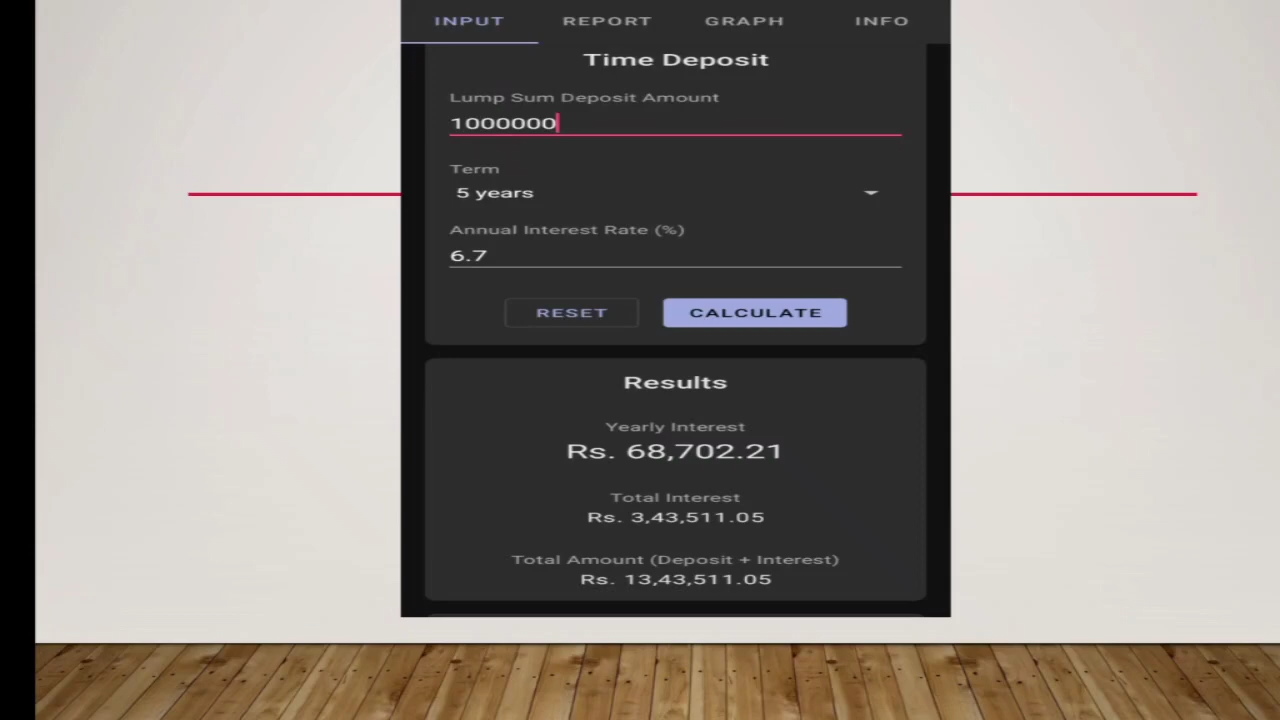 INPUT REPORT GRAPH INFO
Time Deposit
Lump Sum Deposit Amount
1000000
Term
5 years
Annual Interest Rate (%)
6.7
RESET CALCULATE
Results
Yearly Interest
Rs. 68,702.21
Total Interest
Rs. 3,43,511.05
Total Amount (Deposit + Interest)
Rs. 13,43,511.05